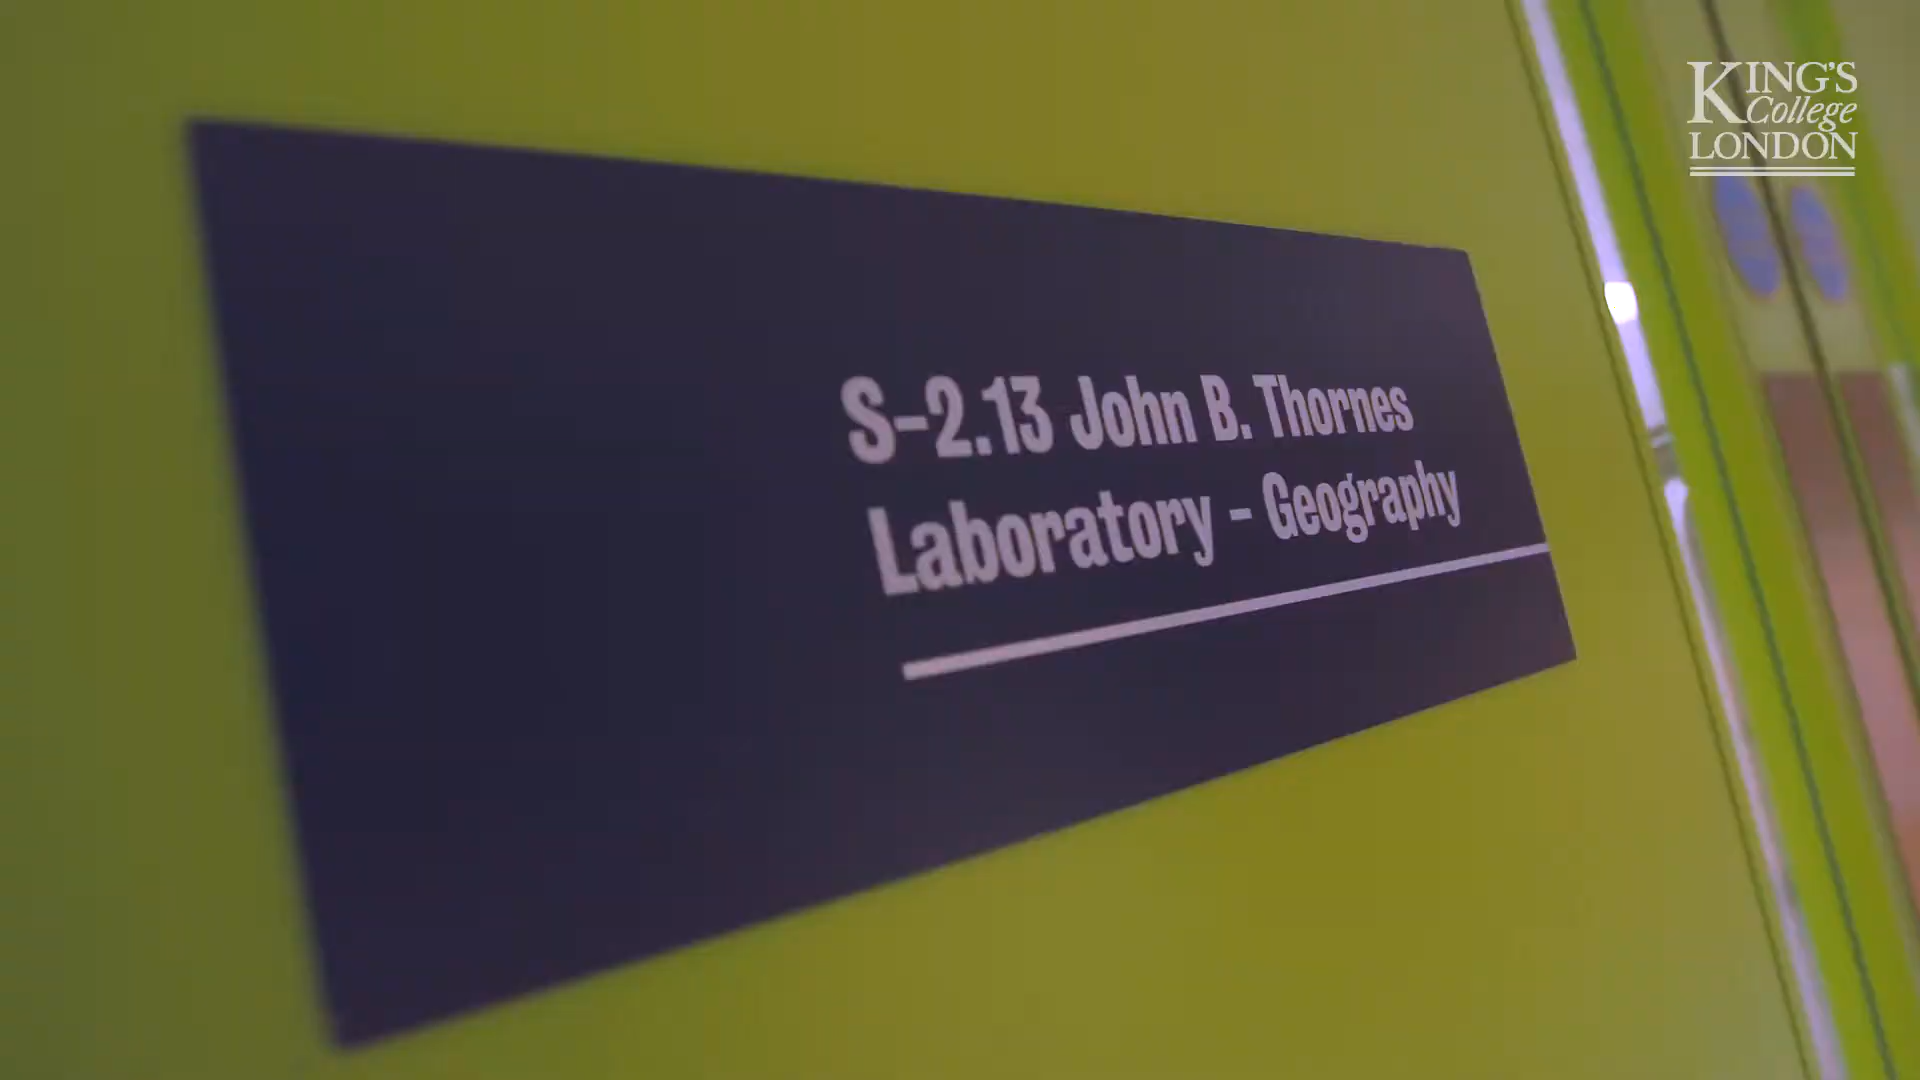 KING'S
College
LONDON
S-2.13 John B. Thornes
Laboratory - Geography